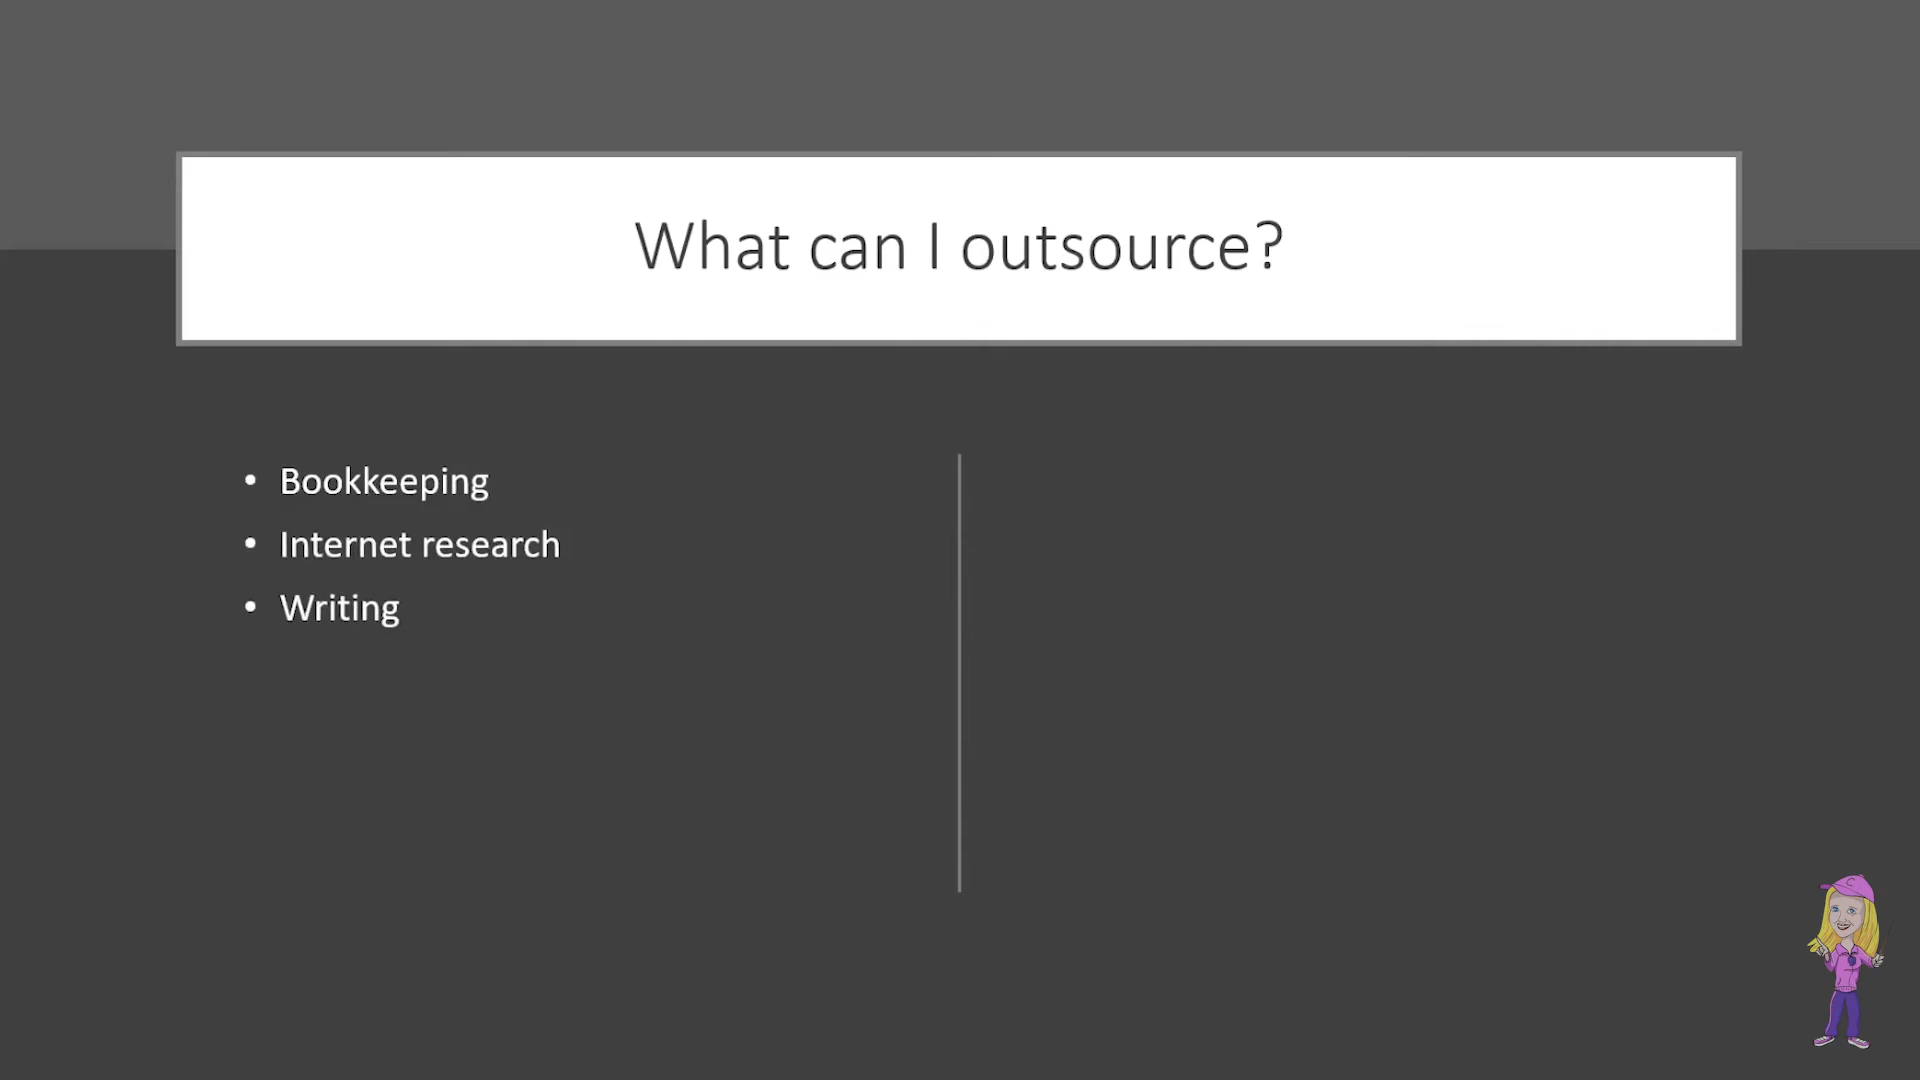 What can I outsource?
• Bookkeeping
• Internet research
• Writing
C